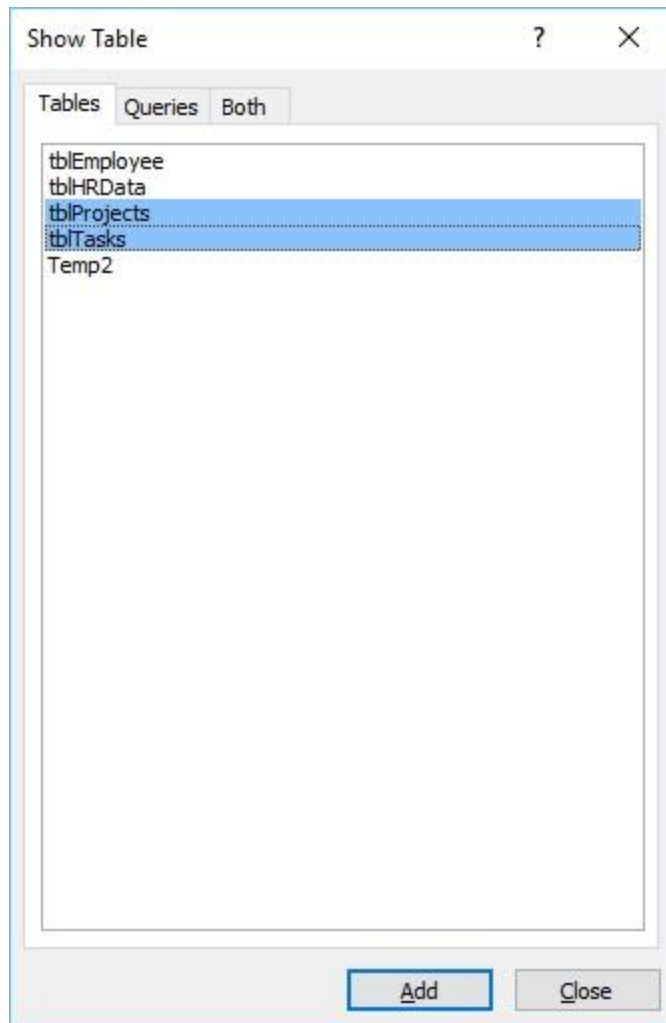 Show Table ?
Tables Queries Both
tblEmployee
tblHRData
tblProjects
tblTasks
Temp2
Add Close